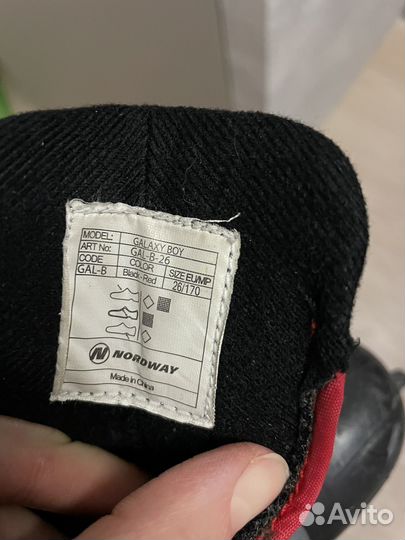 MODEL: GALAXY BOY
ART No: GAL-B-26
CODE COLOR SIZE EU/MP
GAL-B Black-Red 26/170
NORDWAY
Made in China
Avito